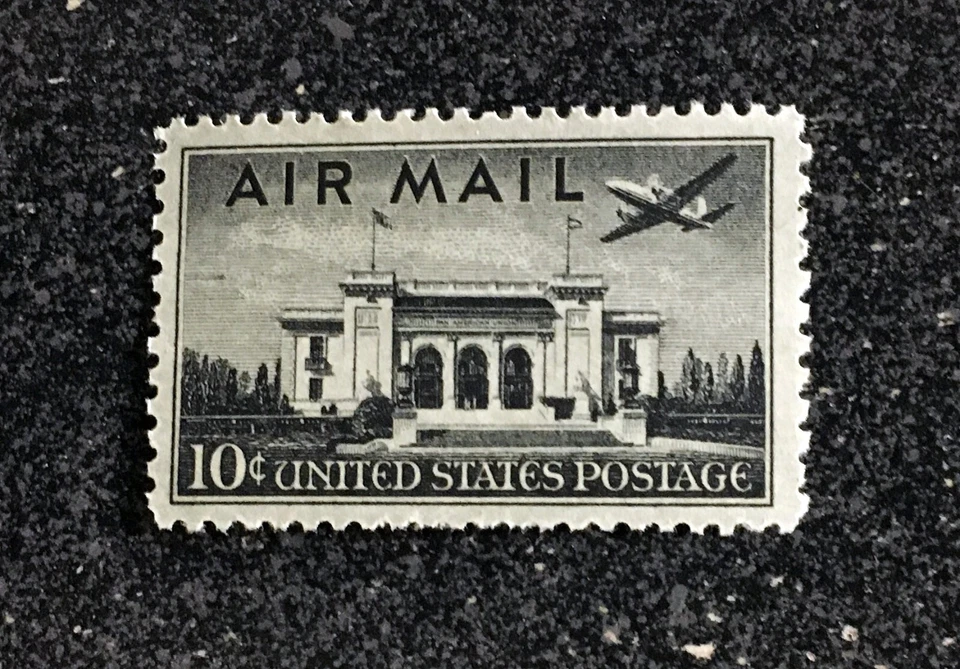 AIR MAIL
10¢ UNITED STATES POSTAGE